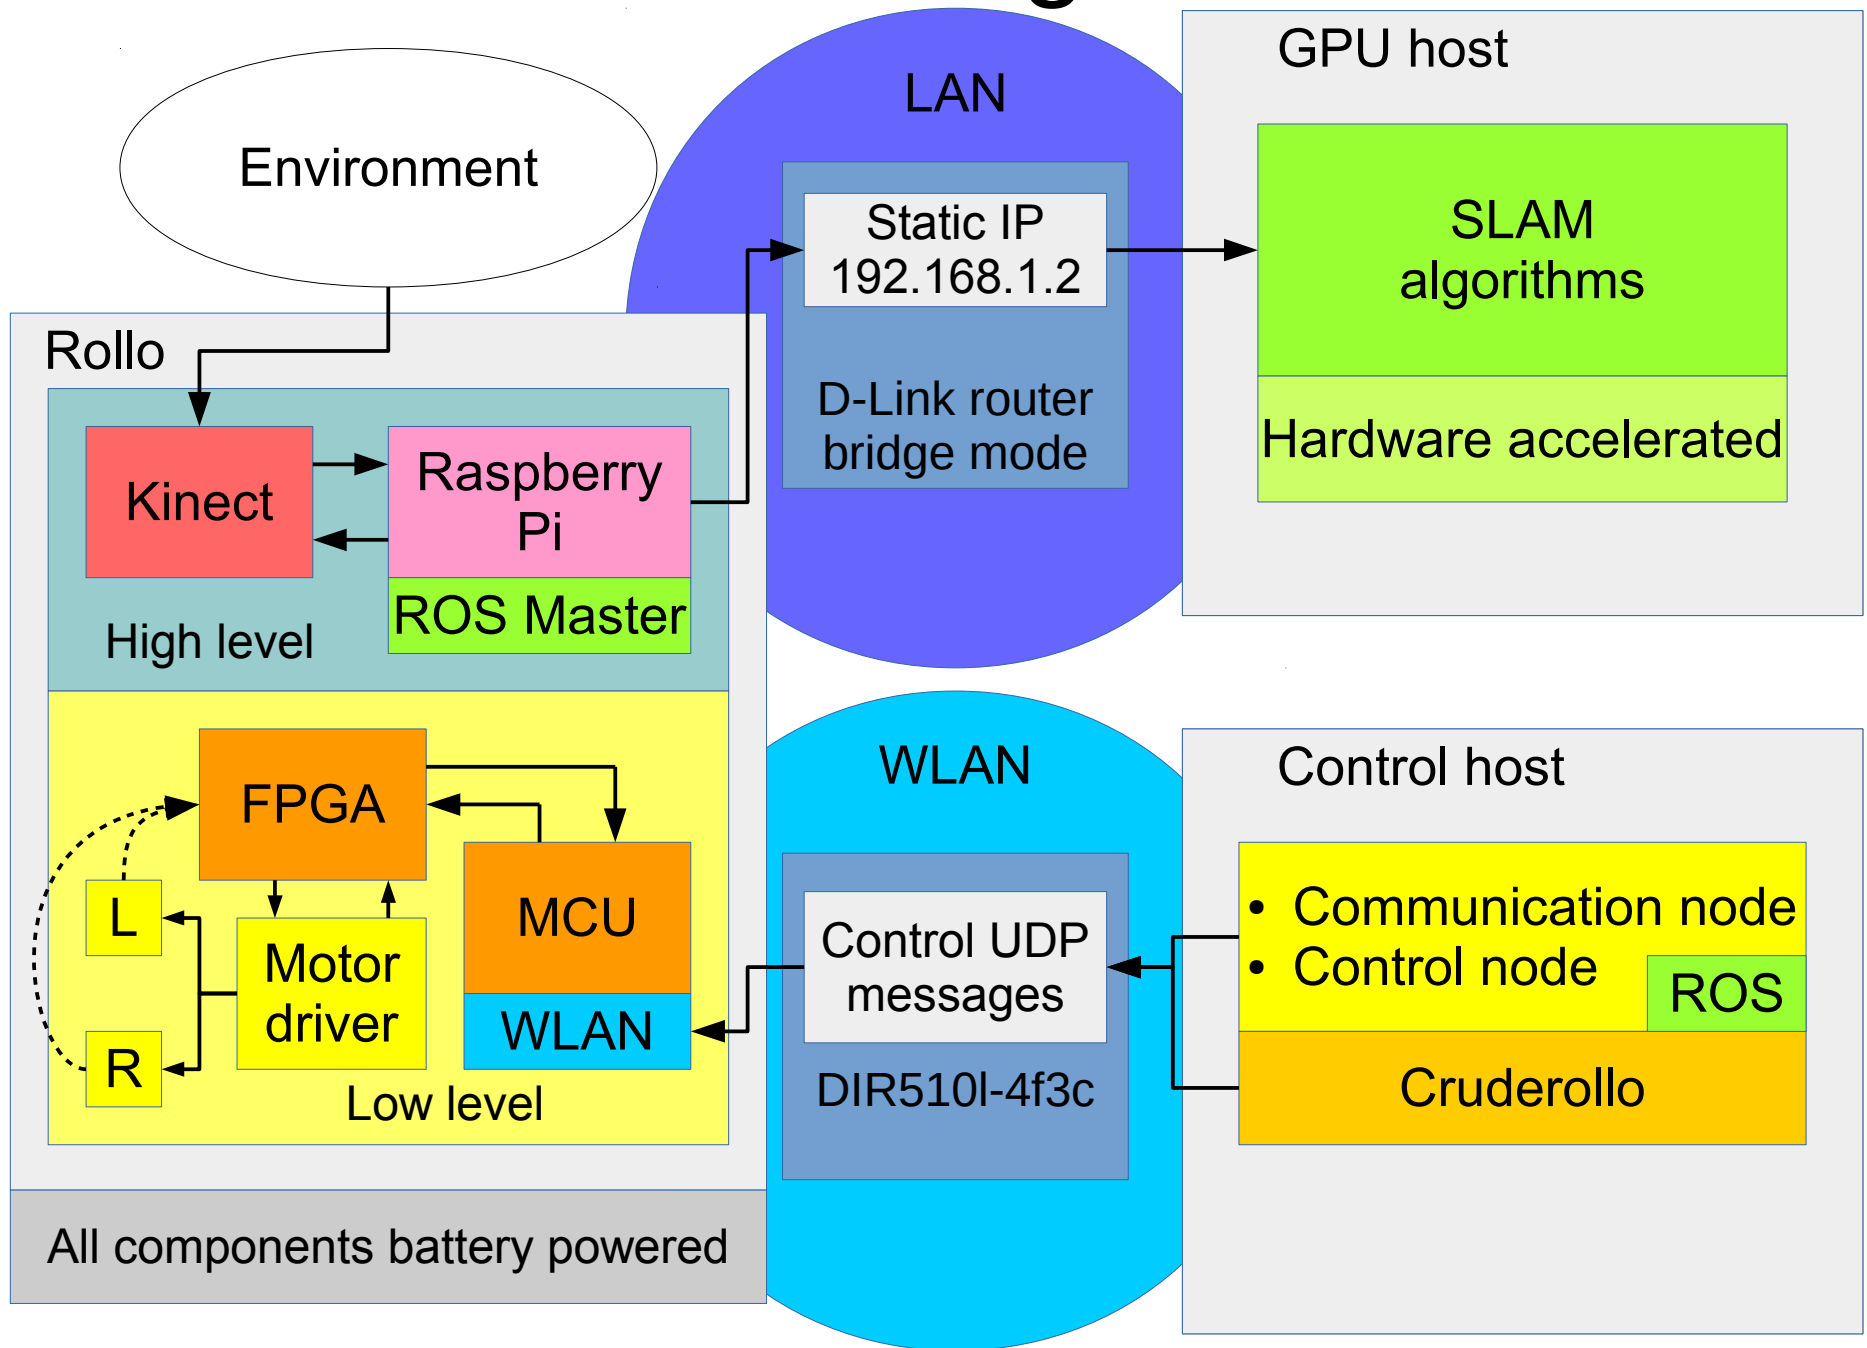 Environment
LAN
GPU host
Static IP
192.168.1.2
SLAM
algorithms
Rollo
D-Link router
bridge mode
Hardware accelerated
Kinect
Raspberry
Pi
ROS Master
High level
FPGA
WLAN
Control host
L
MCU
Motor
driver
WLAN
R
Low level
Control UDP
messages
DIR510l-4f3c
• Communication node
• Control node
ROS
Cruderollo
All components battery powered